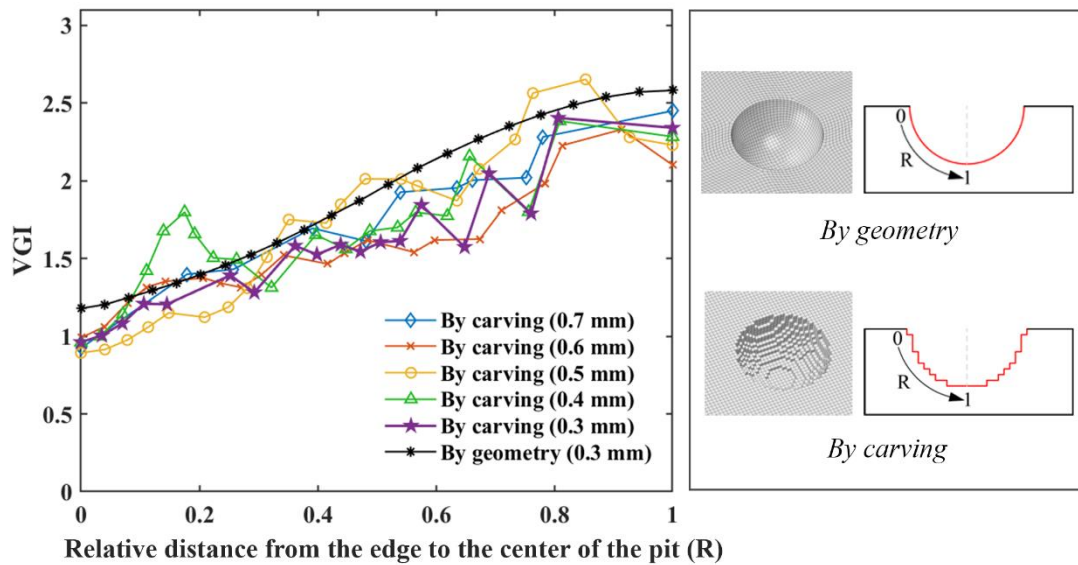 3
2.5
2
1.5
1
0.5
0
VGI
0
0.2
0.4
0.6
0.8
1
Relative distance from the edge to the center of the pit (R)
By carving (0.7 mm)
By carving (0.6 mm)
By carving (0.5 mm)
By carving (0.4 mm)
By carving (0.3 mm)
By geometry (0.3 mm)
0
R
1
By geometry
0
R
1
By carving